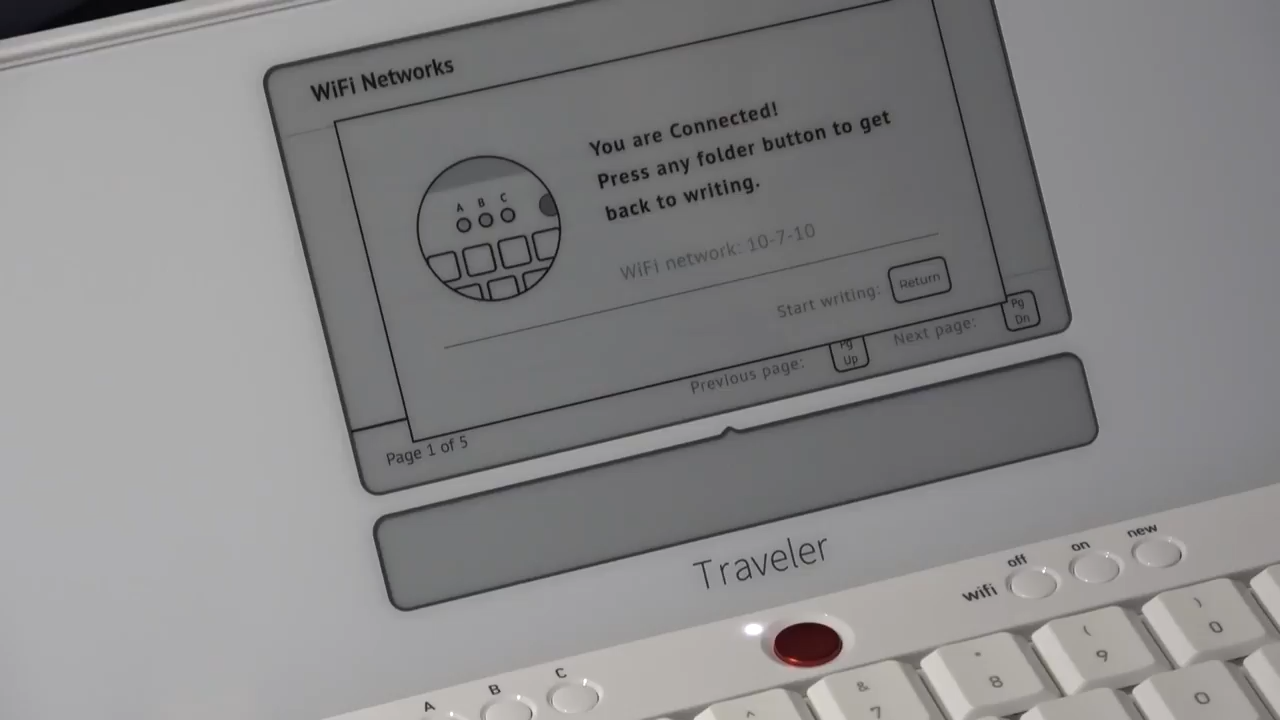 WiFi Networks
You are Connected!
Press any folder button to get
back to writing.
A B C
WiFi network: 10-7-10
Start writing: Return
Previous page: Pg Up Next page: Pg Dn
Page 1 of 5
Traveler
wifi off on new
A B C
^
& 7
* 8
( 9
) 0
O